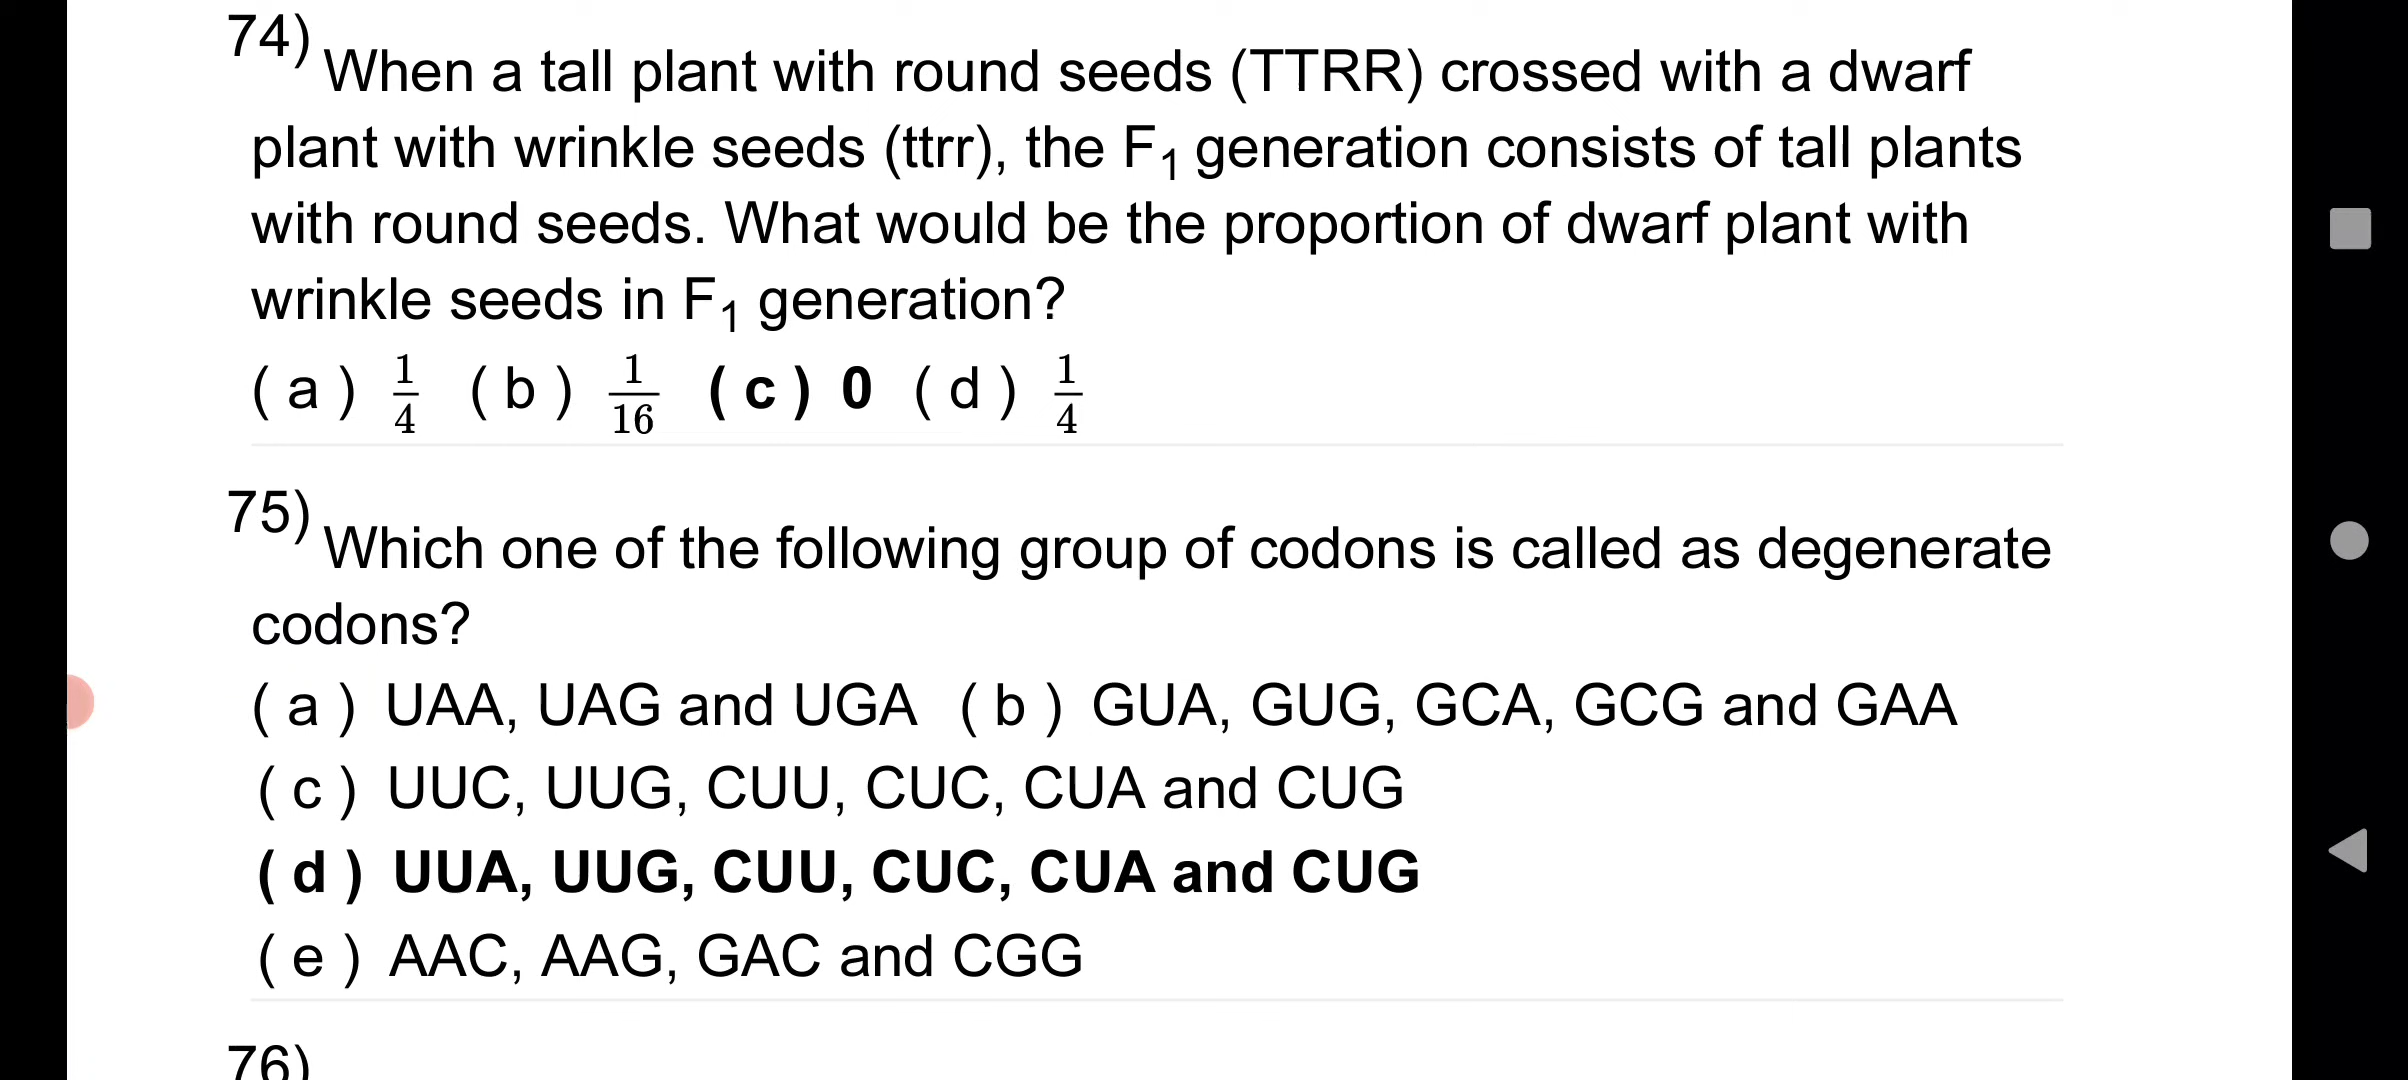 74)
When a tall plant with round seeds (TTRR) crossed with a dwarf
plant with wrinkle seeds (ttrr), the F₁ generation consists of tall plants
with round seeds. What would be the proportion of dwarf plant with
wrinkle seeds in F₁ generation?
( a ) 1/4 ( b ) 1/16 ( c ) 0 ( d ) 1/4
75)
Which one of the following group of codons is called as degenerate
codons?
( a ) UAA, UAG and UGA ( b ) GUA, GUG, GCA, GCG and GAA
( c ) UUC, UUG, CUU, CUC, CUA and CUG
( d ) UUA, UUG, CUU, CUC, CUA and CUG
( e ) AAC, AAG, GAC and CGG
76)